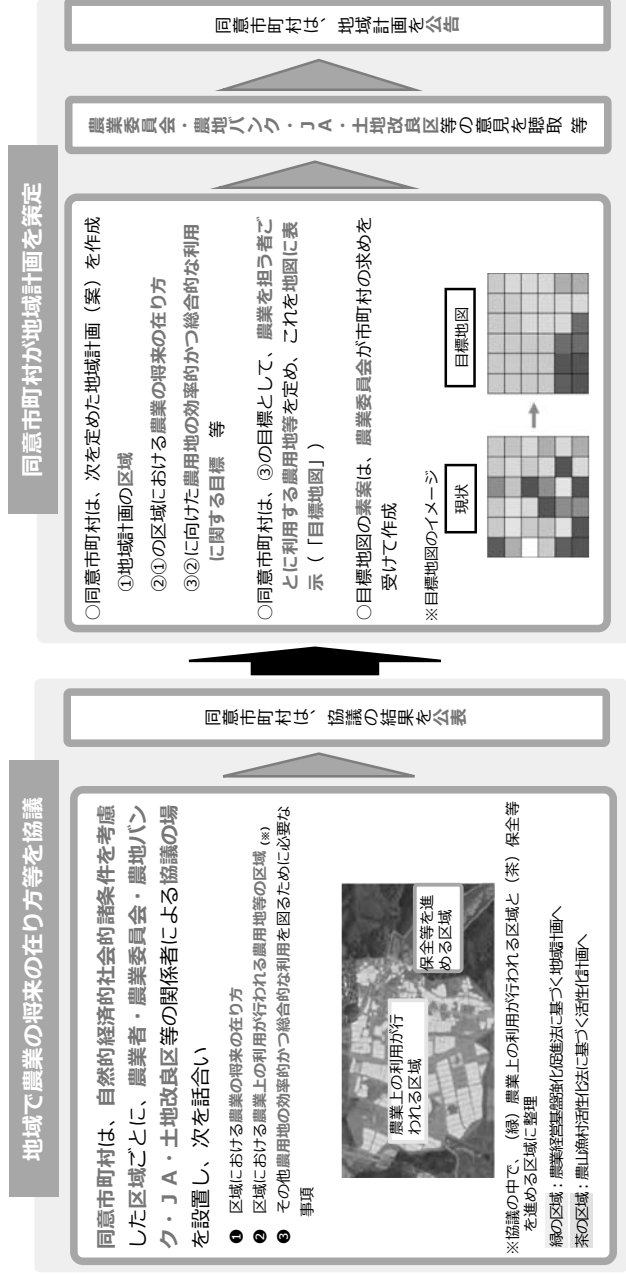 地域で農業の将来の在り方等を協議
同意市町村は、自然的経済的社会的諸条件を考慮
した区域ごとに、農業者・農業委員会・農地バン
ク・ＪＡ・土地改良区等の関係者による協議の場
を設置し、次を話合い
❶ 区域における農業の将来の在り方
❷ 区域における農業上の利用が行われる農用地等の区域（※）
❸ その他農用地の効率的かつ総合的な利用を図るために必要な
事項
農業上の利用が行
われる区域
保全等を進
める区域
※協議の中で、（緑）農業上の利用が行われる区域と（茶）保全等
を進める区域に整理
緑の区域：農業経営基盤強化促進法に基づく地域計画へ
茶の区域：農山漁村活性化法に基づく活性化計画へ
同意市町村は、協議の結果を公表
同意市町村が地域計画を策定
○同意市町村は、次を定めた地域計画（案）を作成
①地域計画の区域
②①の区域における農業の将来の在り方
③②に向けた農用地の効率的かつ総合的な利用
に関する目標 等
○同意市町村は、③の目標として、農業を担う者ご
とに利用する農用地等を定め、これを地図に表
示（「目標地図」）
○目標地図の素案は、農業委員会が市町村の求めを
受けて作成
※目標地図のイメージ
現状
目標地図
農業委員会・農地バンク・ＪＡ・土地改良区等の意見を聴取 等
同意市町村は、地域計画を公告